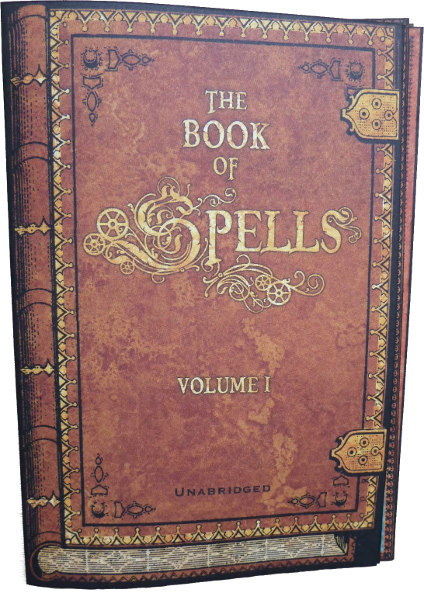 THE
BOOK
OF
SPELLS
VOLUME I
UNABRIDGED